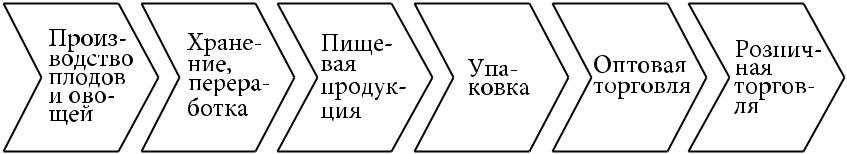 Произ-
водство
плодов
и ово-
щей
Хране-
ние,
перера-
ботка
Пище-
вая
продук-
ция
Упа-
ковка
Оптовая
торговля
Рознич-
ная
торгов-
ля